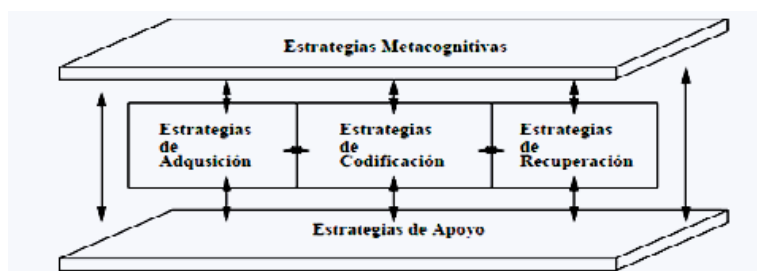 Estrategias Metacognitivas
Estrategias
de
Adqusición
Estrategias
de
Codificación
Estrategias
de
Recuperación
Estrategias de Apoyo